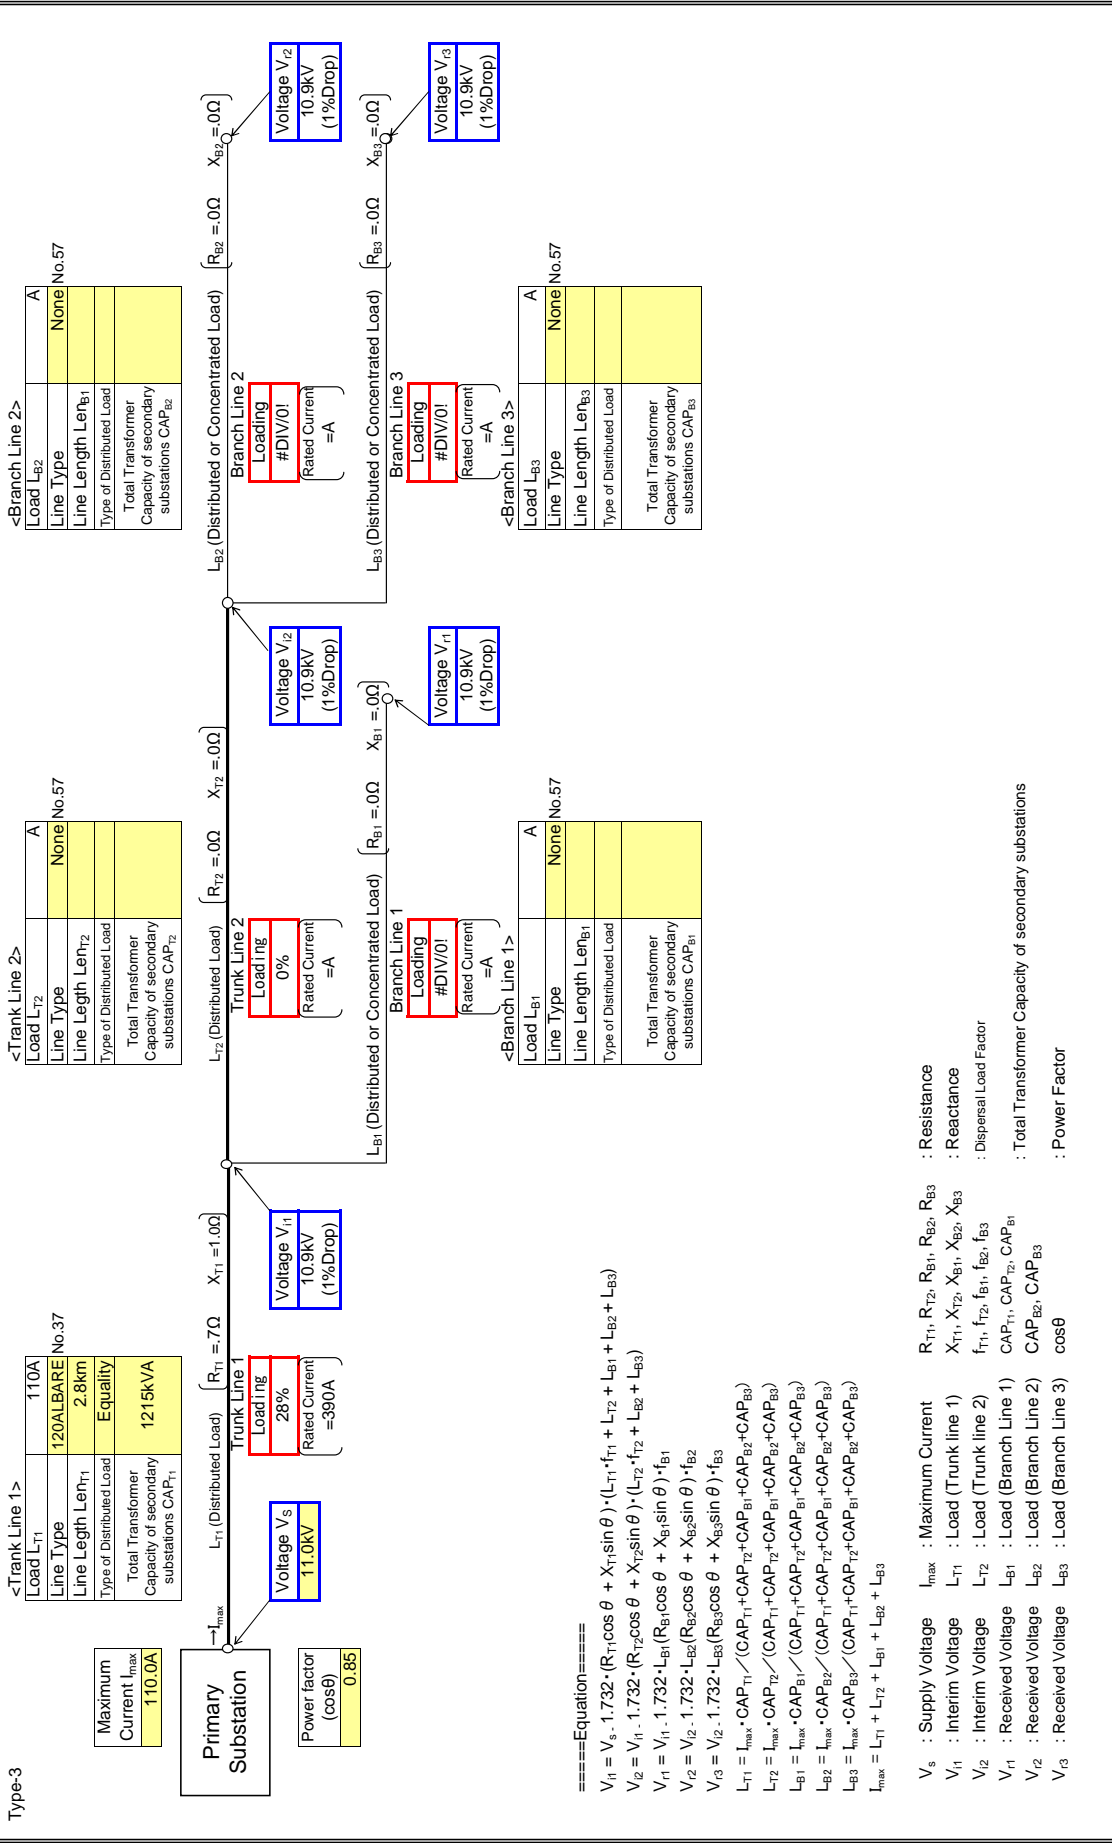 Type-3
Maximum
Current Imax
110.0A
<Trank Line 1>
Load LT1 110A
Line Type 120ALBARE No.37
Line Legth LenT1 2.8km
Type of Distributed Load Equality
Total Transformer
Capacity of secondary
substations CAPT1
1215kVA
<Trank Line 2>
Load LT2 A
Line Type None No.57
Line Length LenT2
Type of Distributed Load
Total Transformer
Capacity of secondary
substations CAPT2
<Branch Line 2>
Load LB2 A
Line Type None No.57
Line Length LenB1
Type of Distributed Load
Total Transformer
Capacity of secondary
substations CAPB2
Primary
Substation
→Imax
LT1 (Distributed Load)
RT1 =.7Ω XT1 =1.0Ω
LT2 (Distributed Load)
RT2 =.0Ω XT2 =.0Ω
LB2 (Distributed or Concentrated Load)
RB2 =.0Ω XB2 =.0Ω
Trunk Line 1
Loading
28%
Rated Current
=390A
Trunk Line 2
Loading
0%
Rated Current
=A
Branch Line 2
Loading
#DIV/0!
Rated Current
=A
Voltage VS
11.0kV
Voltage Vi1
10.9kV
(1%Drop)
Voltage Vi2
10.9kV
(1%Drop)
Voltage Vr2
10.9kV
(1%Drop)
Power factor
(cosθ)
0.85
LB1 (Distributed or Concentrated Load)
RB1 =.0Ω XB1 =.0Ω
LB3 (Distributed or Concentrated Load)
RB3 =.0Ω XB3 =.0Ω
Branch Line 1
Loading
#DIV/0!
Rated Current
=A
Voltage Vr1
10.9kV
(1%Drop)
Branch Line 3
Loading
#DIV/0!
Rated Current
=A
Voltage Vr3
10.9kV
(1%Drop)
<Branch Line 1>
Load LB1 A
Line Type None No.57
Line Length LenB1
Type of Distributed Load
Total Transformer
Capacity of secondary
substations CAPB1
<Branch Line 3>
Load LB3 A
Line Type None No.57
Line Length LenB3
Type of Distributed Load
Total Transformer
Capacity of secondary
substations CAPB3
=====Equation=====
Vi1 = Vs - 1.732・(RT1cos θ + XT1sin θ)・(LT1・fT1 + LT2 + LB1 + LB2 + LB3)
Vi2 = Vi1 - 1.732・(RT2cos θ + XT2sin θ)・(LT2・fT2 + LB2 + LB3)
Vr1 = Vi1 - 1.732・LB1(RB1cos θ + XB1sin θ)・fB1
Vr2 = Vi2 - 1.732・LB2(RB2cos θ + XB2sin θ)・fB2
Vr3 = Vi2 - 1.732・LB3(RB3cos θ + XB3sin θ)・fB3
LT1 = Imax・CAPT1／(CAPT1+CAPT2+CAPB1+CAPB2+CAPB3)
LT2 = Imax・CAPT2／(CAPT1+CAPT2+CAPB1+CAPB2+CAPB3)
LB1 = Imax・CAPB1／(CAPT1+CAPT2+CAPB1+CAPB2+CAPB3)
LB2 = Imax・CAPB2／(CAPT1+CAPT2+CAPB1+CAPB2+CAPB3)
LB3 = Imax・CAPB3／(CAPT1+CAPT2+CAPB1+CAPB2+CAPB3)
Imax = LT1 + LT2 + LB1 + LB2 + LB3
Vs : Supply Voltage Imax : Maximum Current RT1, RT2, RB1, RB2, RB3 : Resistance
Vi1 : Interim Voltage LT1 : Load (Trunk line 1) XT1, XT2, XB1, XB2, XB3 : Reactance
Vi2 : Interim Voltage LT2 : Load (Trunk line 2) fT1, fT2, fB1, fB2, fB3 : Dispersal Load Factor
Vr1 : Received Voltage LB1 : Load (Branch Line 1) CAPT1, CAPT2, CAPB1
Vr2 : Received Voltage LB2 : Load (Branch Line 2) CAPB2, CAPB3 : Total Transformer Capacity of secondary substations
Vr3 : Received Voltage LB3 : Load (Branch Line 3) cosθ : Power Factor